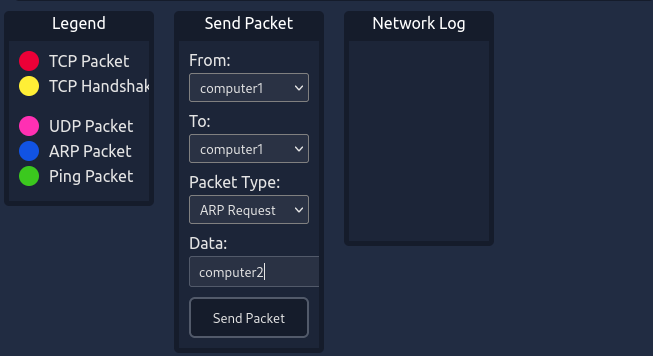 Legend
TCP Packet
TCP Handshak
UDP Packet
ARP Packet
Ping Packet
Send Packet
From:
computer1
To:
computer1
Packet Type:
ARP Request
Data:
computer2
Send Packet
Network Log